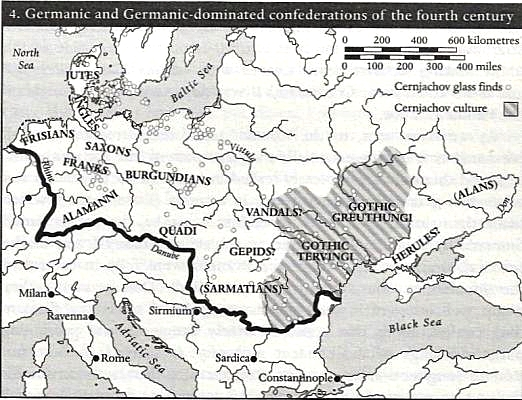 4. Germanic and Germanic-dominated confederations of the fourth century
North
Sea
0 200 400 600 kilometres
0 100 200 300 400 miles
Cernjachov glass finds
Cernjachov culture
JUTES
Baltic Sea
ANGLES
FRISIANS
SAXONS
Vistula
FRANKS
BURGUNDIANS
Rhine
ALAMANNI
(ALANS)
Don
VANDALS?
GOTHIC
GREUTHUNGI
QUADI
Danube
GEPIDS?
GOTHIC
TERVINGI
HERULES?
(SARMATIANS)
Milan
Ravenna
Sirmium
Adriatic Sea
Black Sea
Rome
Sardica
Constantinople